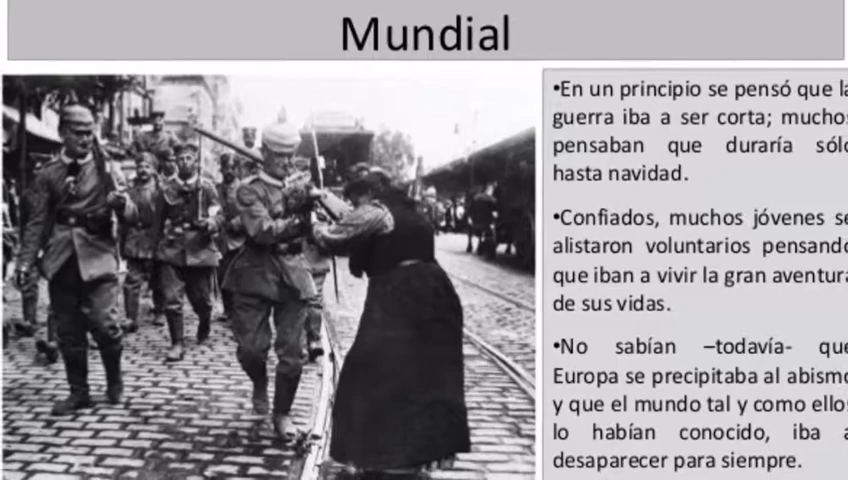 Mundial
•En un principio se pensó que la
guerra iba a ser corta; muchos
pensaban que duraría sólo
hasta navidad.
•Confiados, muchos jóvenes se
alistaron voluntarios pensando
que iban a vivir la gran aventura
de sus vidas.
•No sabían –todavía- que
Europa se precipitaba al abismo
y que el mundo tal y como ellos
lo habían conocido, iba a
desaparecer para siempre.